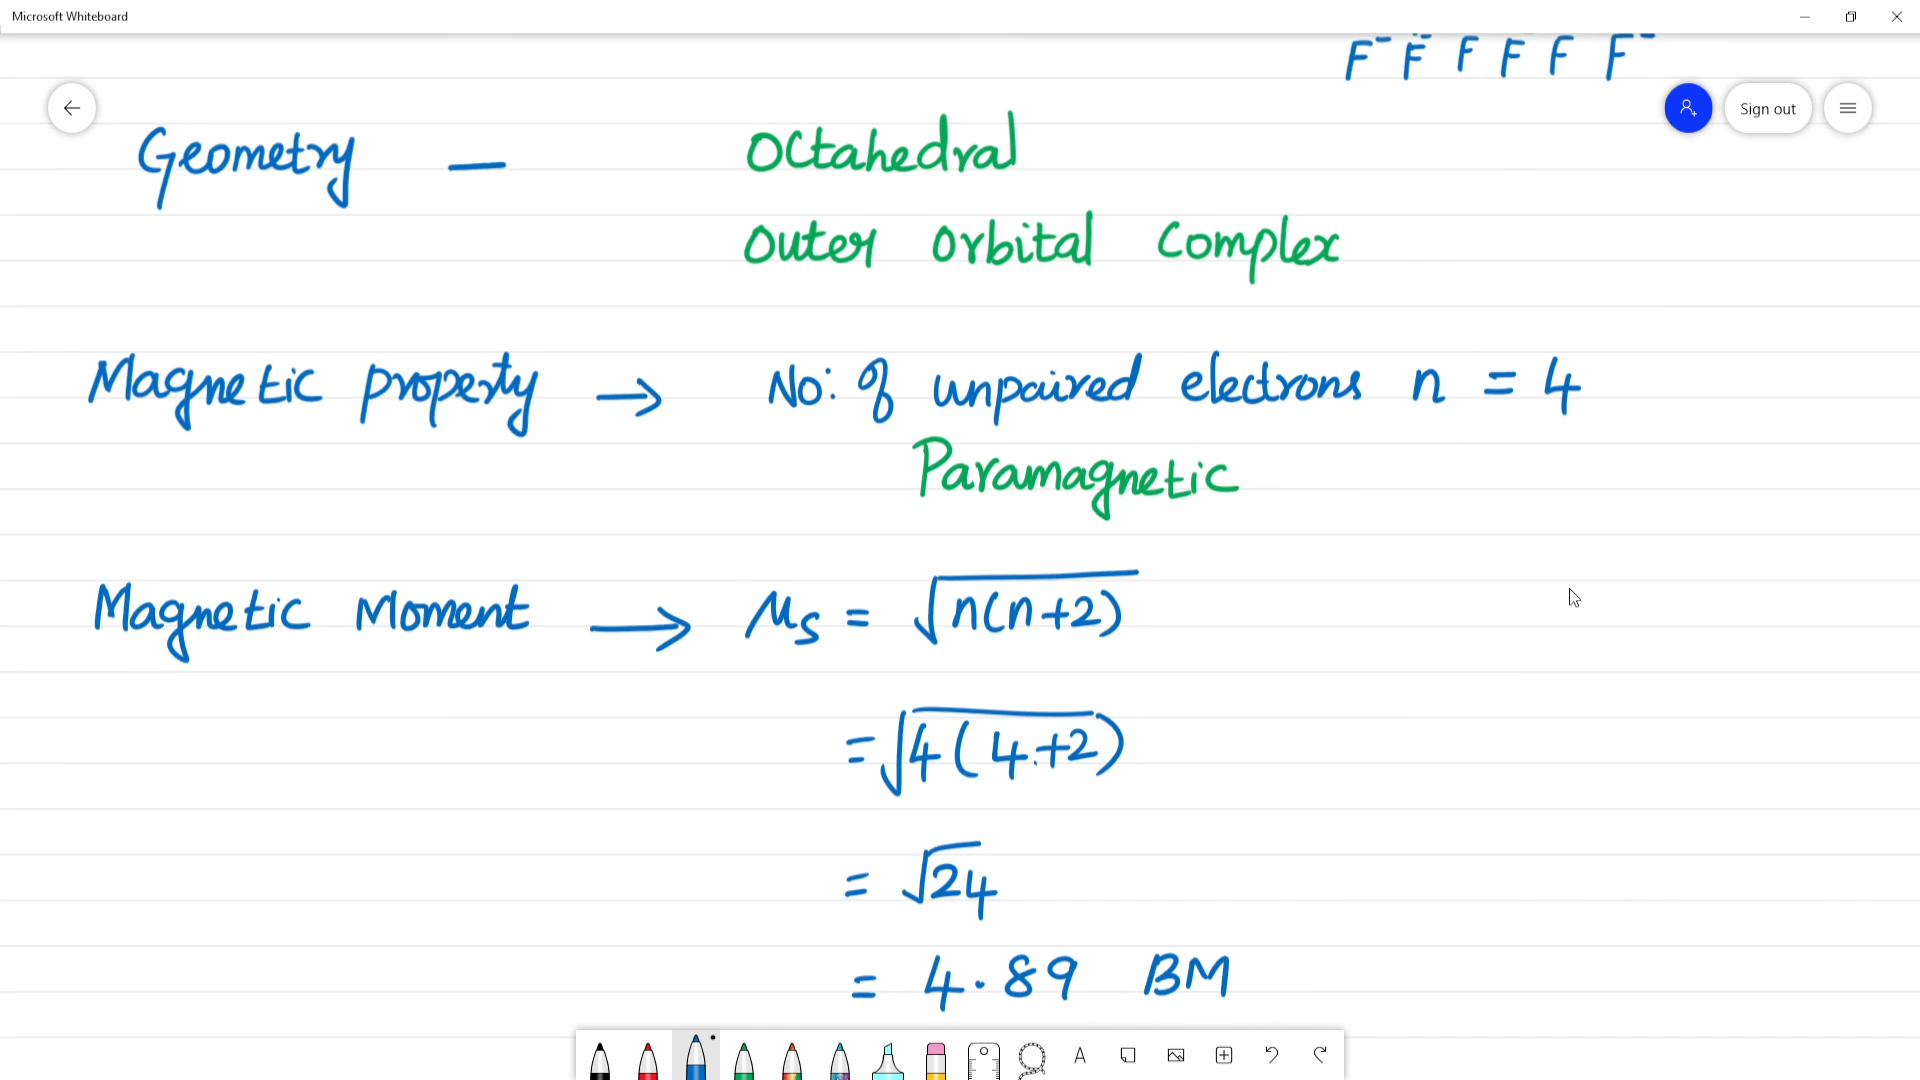 Microsoft Whiteboard
F⁻ F⁻ F F F F⁻
Sign out
Geometry — Octahedral
Outer orbital Complex
Magnetic property → No: of unpaired electrons n = 4
Paramagnetic
Magnetic Moment → μs = √n(n+2)
= √4(4+2)
= √24
= 4.89 BM
A